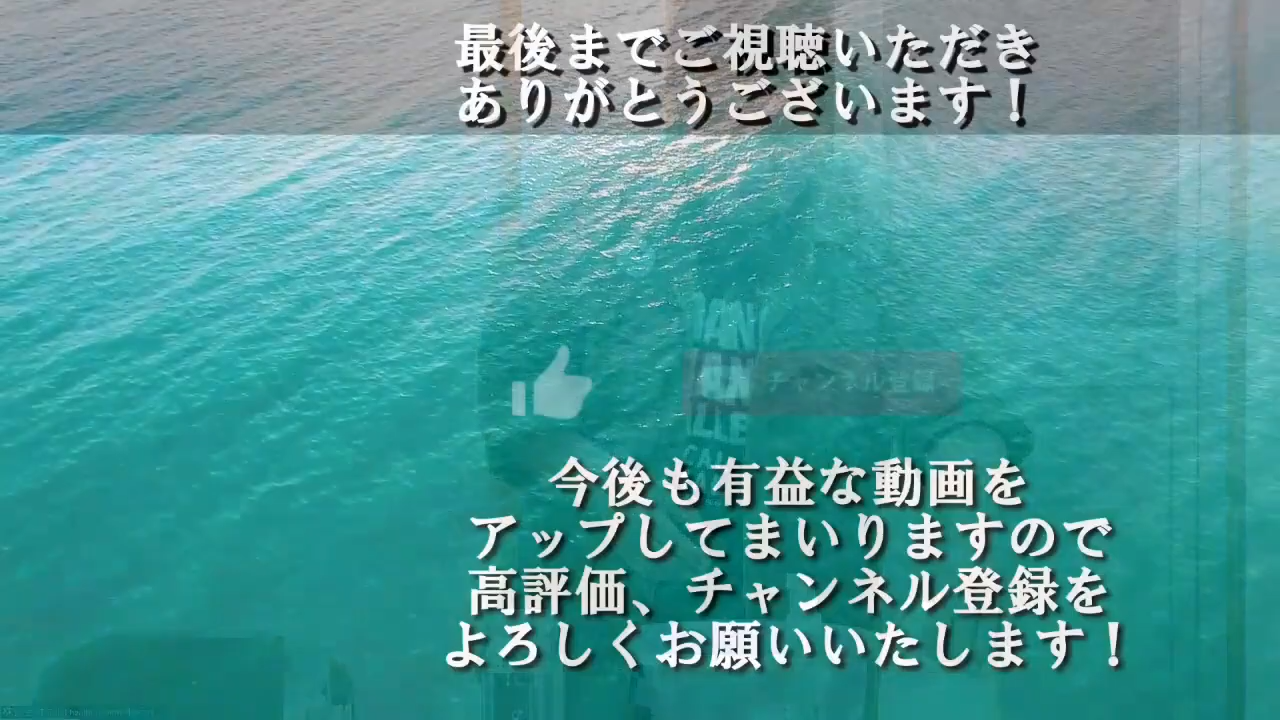 最後までご視聴いただき
ありがとうございます！
チャンネル登録
今後も有益な動画を
アップしてまいりますので
高評価、チャンネル登録を
よろしくお願いいたします！